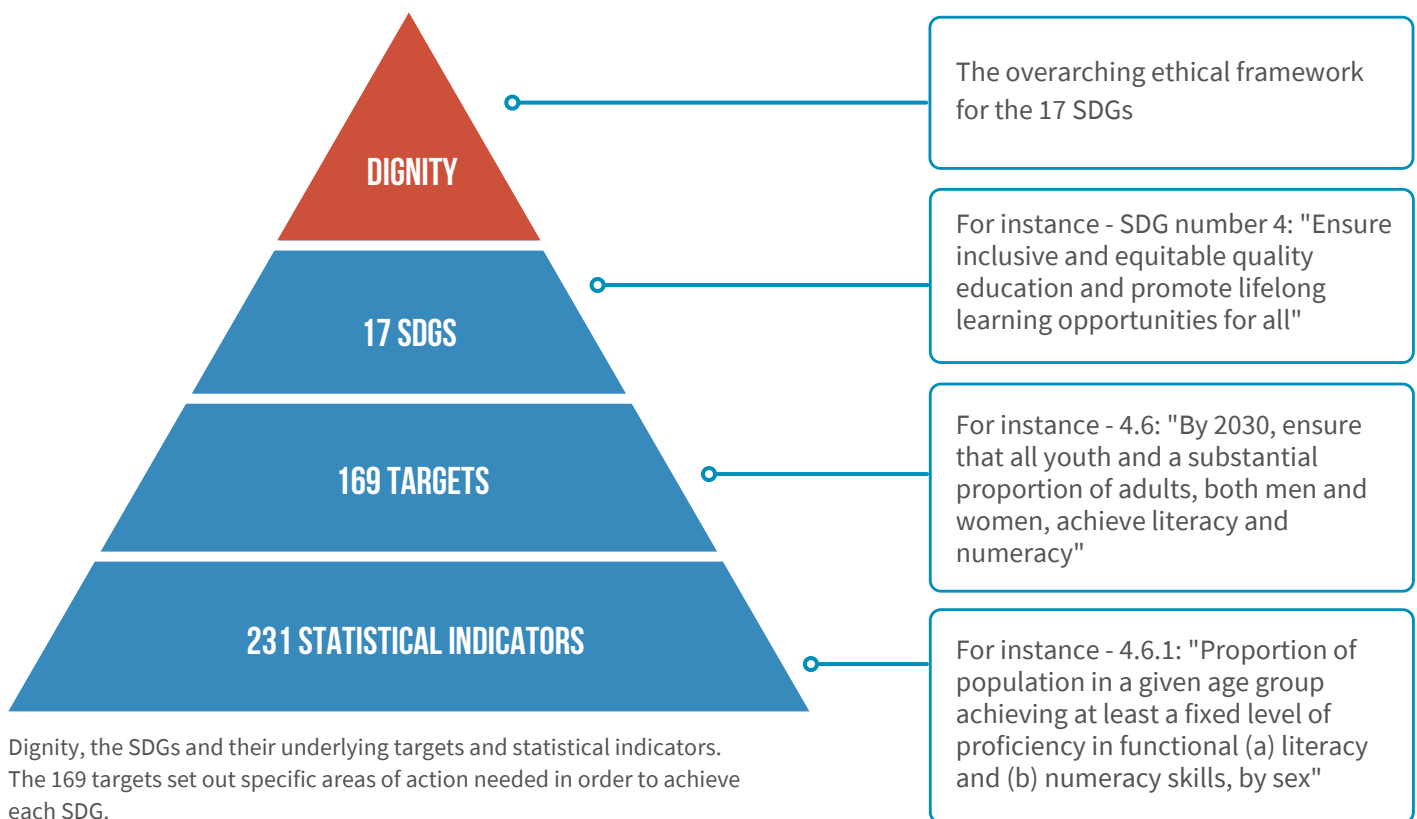 DIGNITY
The overarching ethical framework
for the 17 SDGs
17 SDGS
For instance - SDG number 4: "Ensure
inclusive and equitable quality
education and promote lifelong
learning opportunities for all"
169 TARGETS
For instance - 4.6: "By 2030, ensure
that all youth and a substantial
proportion of adults, both men and
women, achieve literacy and
numeracy"
231 STATISTICAL INDICATORS
For instance - 4.6.1: "Proportion of
population in a given age group
achieving at least a fixed level of
proficiency in functional (a) literacy
and (b) numeracy skills, by sex"
Dignity, the SDGs and their underlying targets and statistical indicators.
The 169 targets set out specific areas of action needed in order to achieve
each SDG.